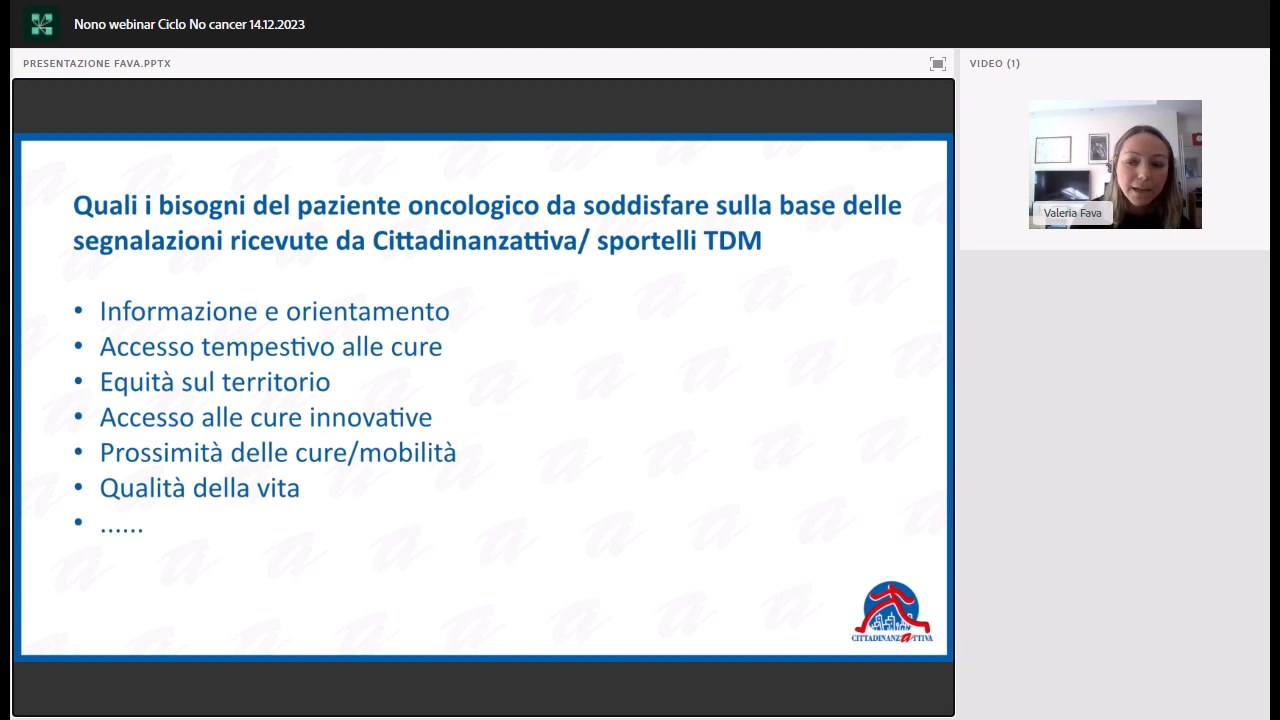 Nono webinar Ciclo No cancer 14.12.2023
PRESENTAZIONE FAVA.PPTX
VIDEO (1)
Valeria Fava
Quali i bisogni del paziente oncologico da soddisfare sulla base delle
segnalazioni ricevute da Cittadinanzattiva/ sportelli TDM
• Informazione e orientamento
• Accesso tempestivo alle cure
• Equità sul territorio
• Accesso alle cure innovative
• Prossimità delle cure/mobilità
• Qualità della vita
• ......
CITTADINANZATTIVA